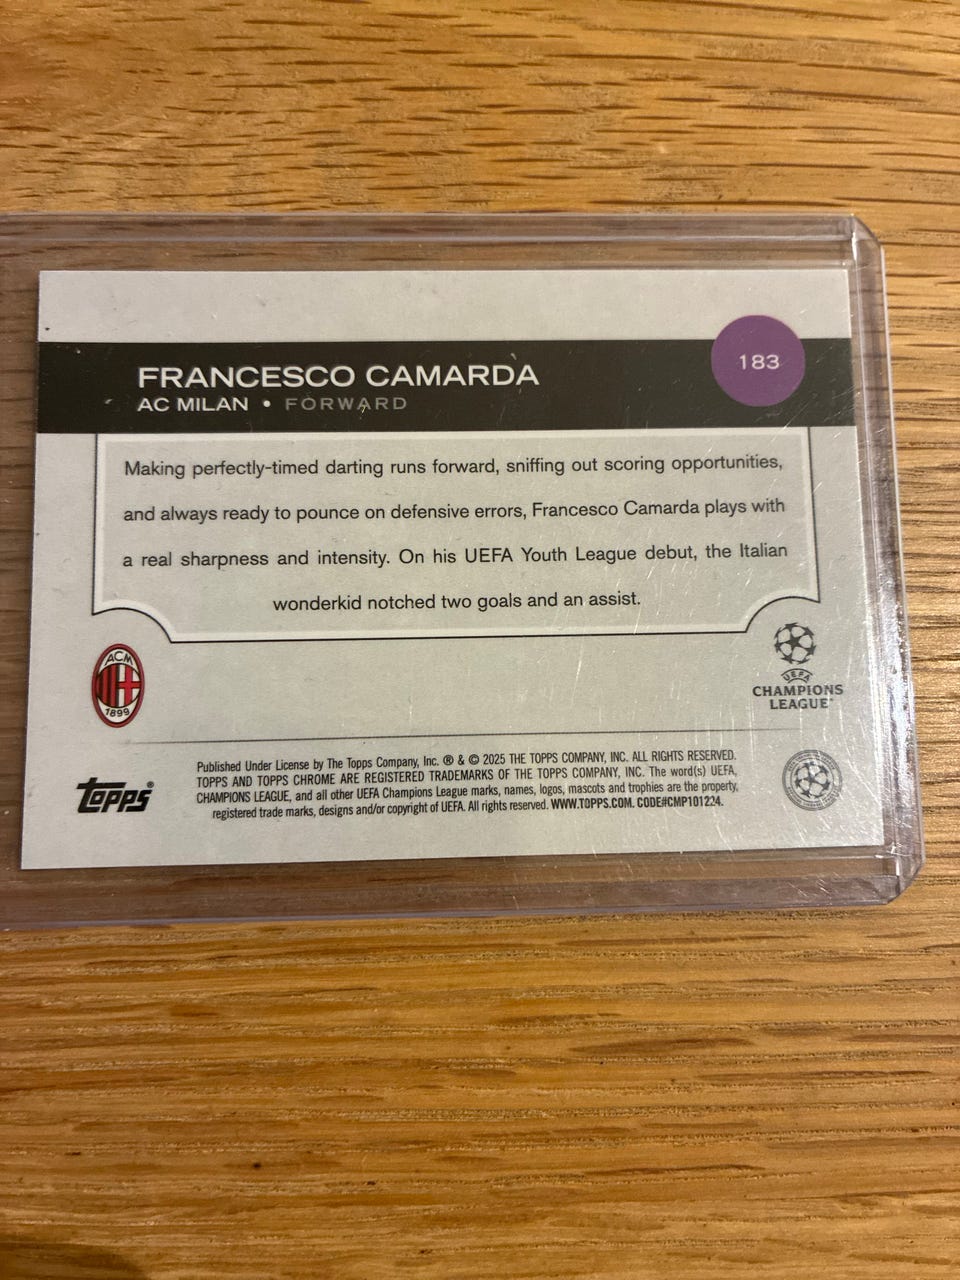 183
FRANCESCO CAMARDA
AC MILAN • FORWARD
Making perfectly-timed darting runs forward, sniffing out scoring opportunities,
and always ready to pounce on defensive errors, Francesco Camarda plays with
a real sharpness and intensity. On his UEFA Youth League debut, the Italian
wonderkid notched two goals and an assist.
ACM
1899
UEFA
CHAMPIONS
LEAGUE
Topps®
Published Under License by The Topps Company, Inc. ® & © 2025 THE TOPPS COMPANY, INC. ALL RIGHTS RESERVED.
TOPPS AND TOPPS CHROME ARE REGISTERED TRADEMARKS OF THE TOPPS COMPANY, INC. The word(s) UEFA,
CHAMPIONS LEAGUE, and all other UEFA Champions League marks, names, logos, mascots and trophies are the property,
registered trade marks, designs and/or copyright of UEFA. All rights reserved. WWW.TOPPS.COM. CODE#CMP101224.